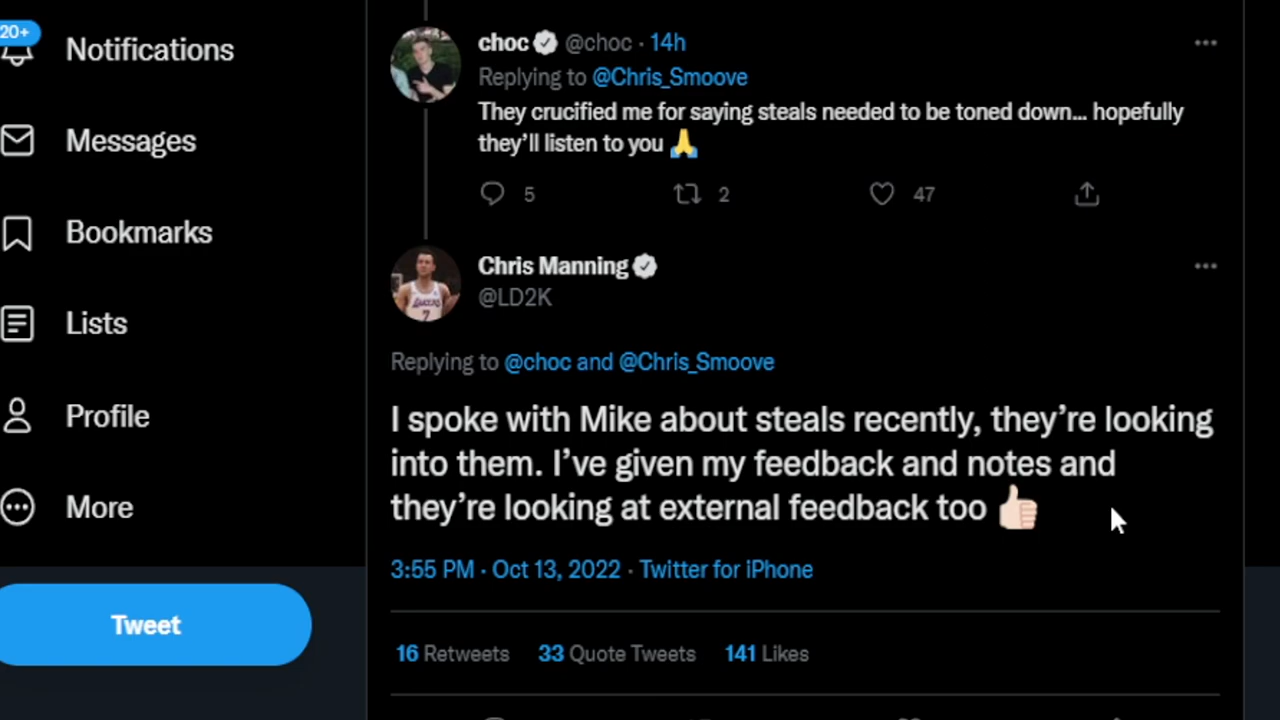 20+
Notifications
Messages
Bookmarks
Lists
Profile
More
Tweet
choc @choc · 14h
Replying to @Chris_Smoove
They crucified me for saying steals needed to be toned down... hopefully
they’ll listen to you 🙏
5 2 47
Chris Manning
@LD2K
Replying to @choc and @Chris_Smoove
I spoke with Mike about steals recently, they’re looking
into them. I’ve given my feedback and notes and
they’re looking at external feedback too 👍🏻
3:55 PM · Oct 13, 2022 · Twitter for iPhone
16 Retweets 33 Quote Tweets 141 Likes